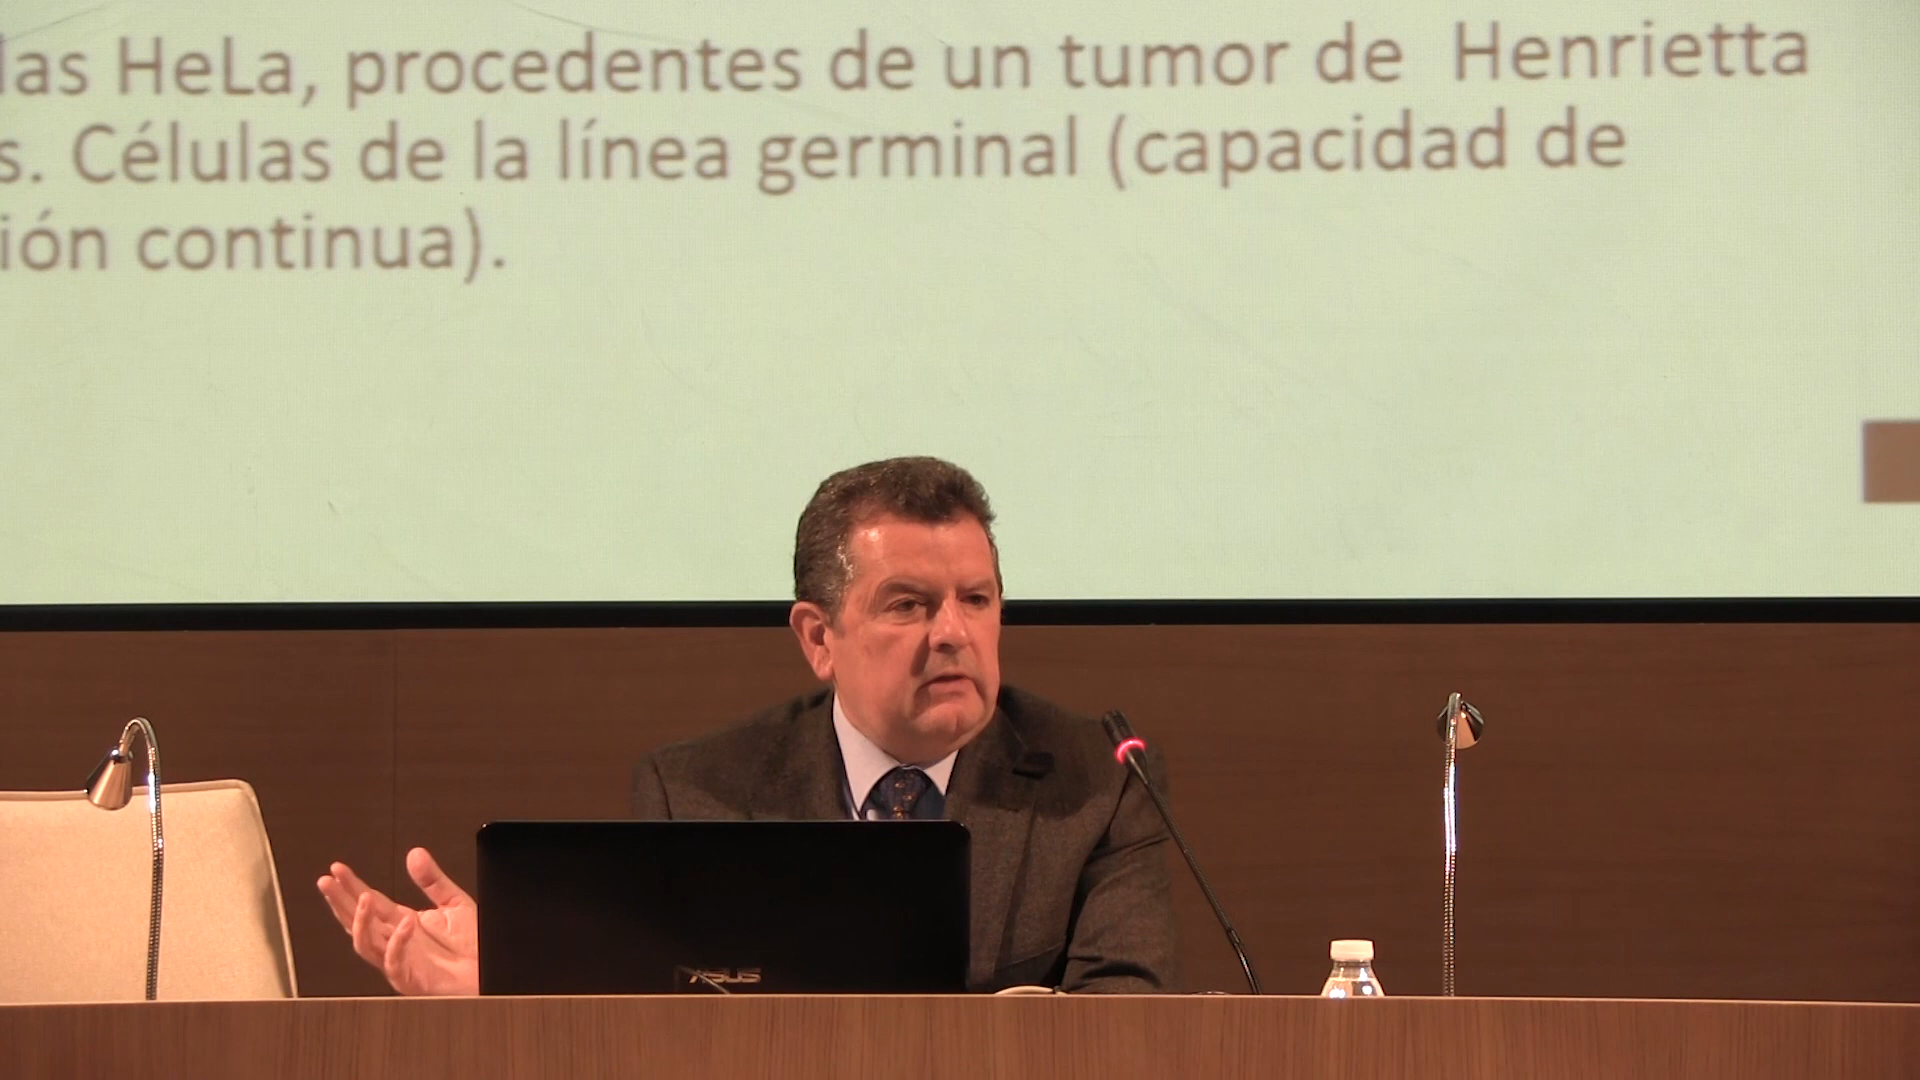 las HeLa, procedentes de un tumor de Henrietta
s. Células de la línea germinal (capacidad de
ión continua).
ASUS